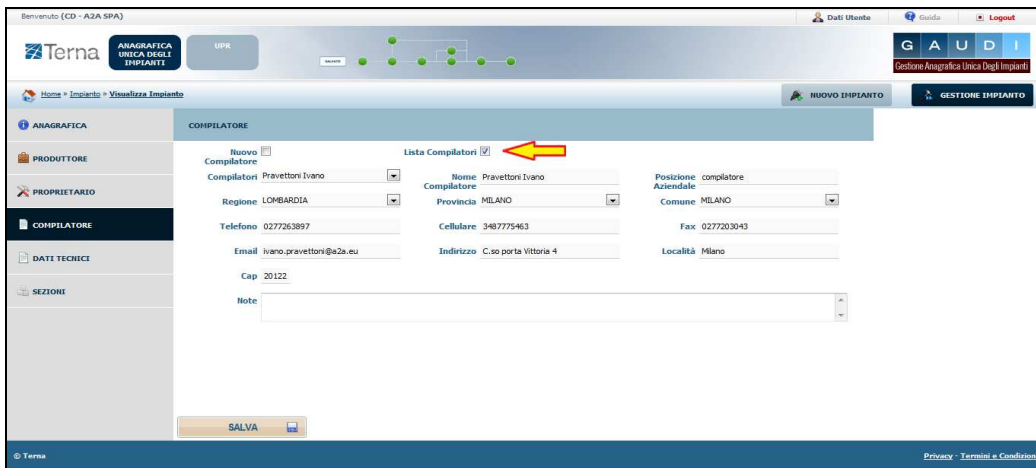 Benvenuto (CD - A2A SPA) Dati Utente Guida Logout
Terna ANAGRAFICA UNICA DEGLI IMPIANTI UPR GAUDI
Gestione Anagrafica Unica Degli Impianti
Home » Impianto » Visualizza Impianto NUOVO IMPIANTO GESTIONE IMPIANTO
ANAGRAFICA
PRODUTTORE
PROPRIETARIO
COMPILATORE
DATI TECNICI
SEZIONI
COMPILATORE
Nuovo Compilatore Lista Compilatori
Compilatori Pravettoni Ivano Nome Compilatore Pravettoni Ivano Posizione Aziendale compilatore
Regione LOMBARDIA Provincia MILANO Comune MILANO
Telefono 0277263897 Cellulare 3487775463 Fax 0277203043
Email ivano.pravettoni@a2a.eu Indirizzo C.so porta Vittoria 4 Località Milano
Cap 20122
Note
SALVA
© Terna Privacy - Termini e Condizion